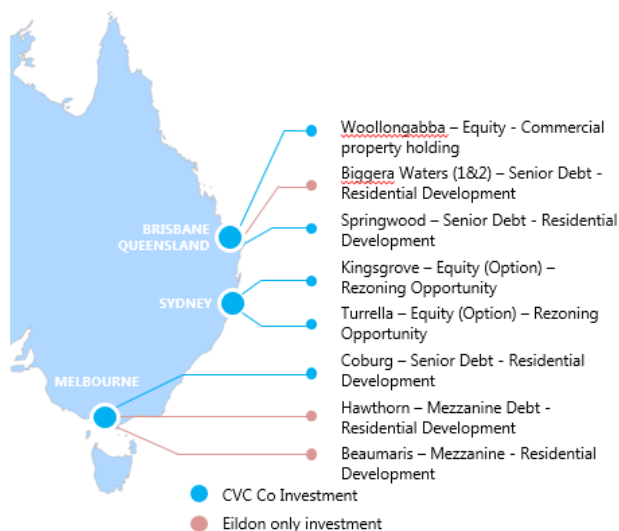 Woollongabba – Equity - Commercial
property holding
Biggera Waters (1&2) – Senior Debt -
Residential Development
BRISBANE
QUEENSLAND
Springwood – Senior Debt - Residential
Development
Kingsgrove – Equity (Option) –
Rezoning Opportunity
SYDNEY
Turrella – Equity (Option) – Rezoning
Opportunity
Coburg – Senior Debt - Residential
Development
MELBOURNE
Hawthorn – Mezzanine Debt -
Residential Development
Beaumaris – Mezzanine - Residential
Development
CVC Co Investment
Eildon only investment